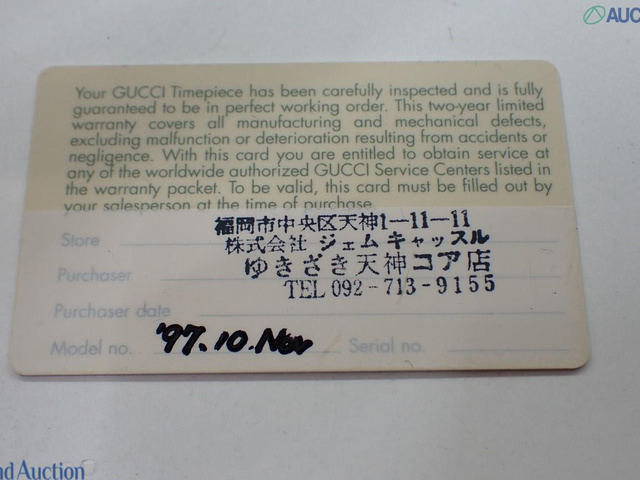 AUC
Your GUCCI Timepiece has been carefully inspected and is fully
guaranteed to be in perfect working order. This two-year limited
warranty covers all manufacturing and mechanical defects,
excluding malfunction or deterioration resulting from accidents or
negligence. With this card you are entitled to obtain service at
any of the worldwide authorized GUCCI Service Centers listed in
the warranty packet. To be valid, this card must be filled out by
your salesperson at the time of purchase.
福岡市中央区天神1-11-11
Store 株式会社 ジェムキャッスル
ゆきざき天神コア店
Purchaser
TEL 092-713-9155
Purchaser date
Model no. '97.10.Nov Serial no.
nd Auction